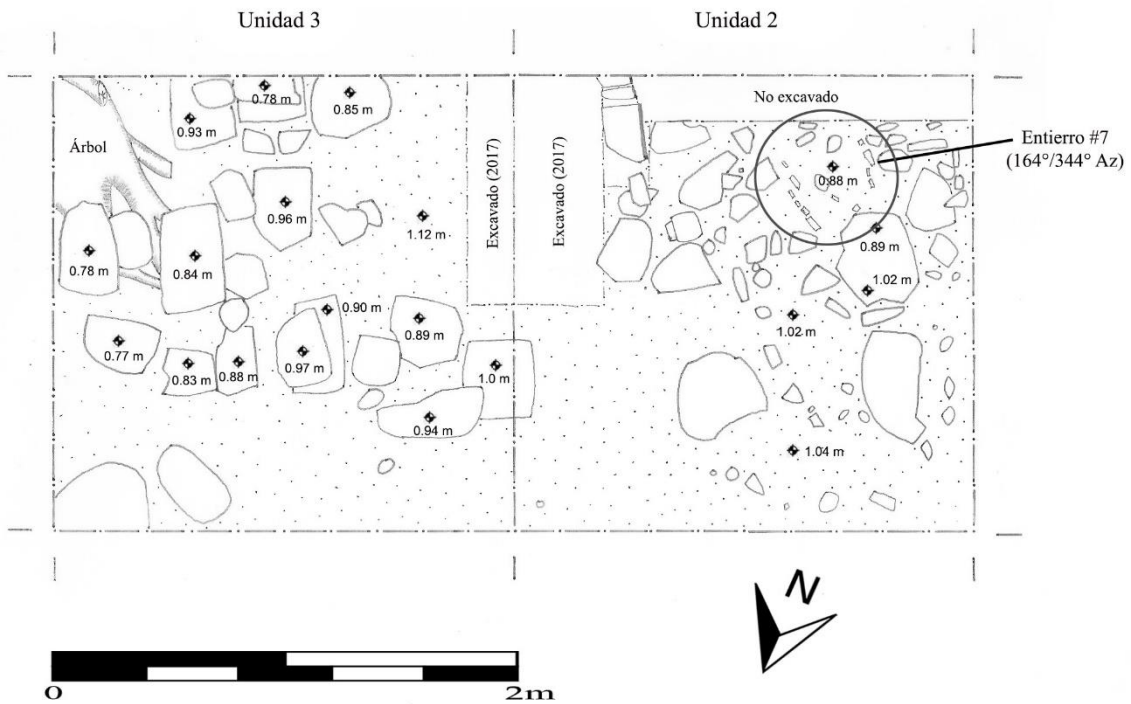 Unidad 3
Unidad 2
No excavado
0.78 m
0.85 m
0.93 m
Árbol
Entierro #7
(164°/344° Az)
0.88 m
Excavado (2017)
Excavado (2017)
0.96 m
1.12 m
0.89 m
0.78 m
0.84 m
1.02 m
0.90 m
0.89 m
1.02 m
0.77 m
0.83 m
0.88 m
0.97 m
1.0 m
0.94 m
1.04 m
N
0
2m